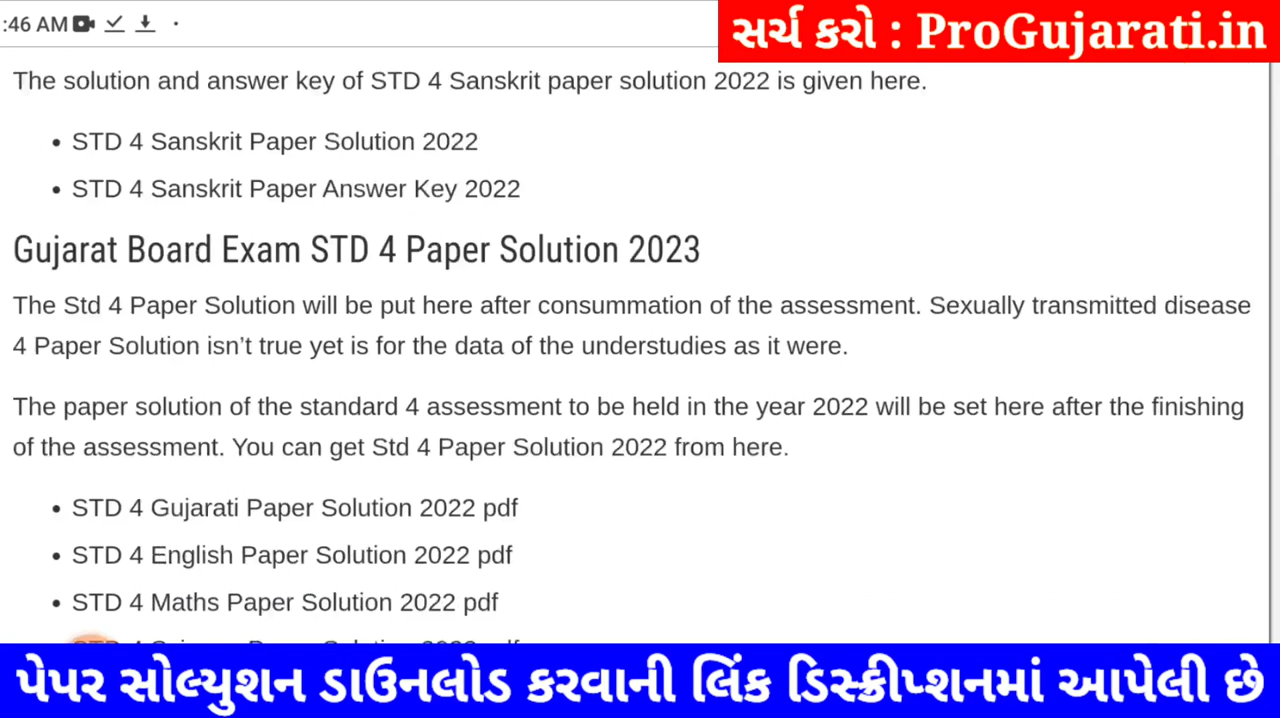 :46 AM
સર્ચ કરો : ProGujarati.in
The solution and answer key of STD 4 Sanskrit paper solution 2022 is given here.
• STD 4 Sanskrit Paper Solution 2022
• STD 4 Sanskrit Paper Answer Key 2022
Gujarat Board Exam STD 4 Paper Solution 2023
The Std 4 Paper Solution will be put here after consummation of the assessment. Sexually transmitted disease
4 Paper Solution isn’t true yet is for the data of the understudies as it were.
The paper solution of the standard 4 assessment to be held in the year 2022 will be set here after the finishing
of the assessment. You can get Std 4 Paper Solution 2022 from here.
• STD 4 Gujarati Paper Solution 2022 pdf
• STD 4 English Paper Solution 2022 pdf
• STD 4 Maths Paper Solution 2022 pdf
પેપર સોલ્યુશન ડાઉનલોડ કરવાની લિંક ડિસ્ક્રીપ્શનમાં આપેલી છે